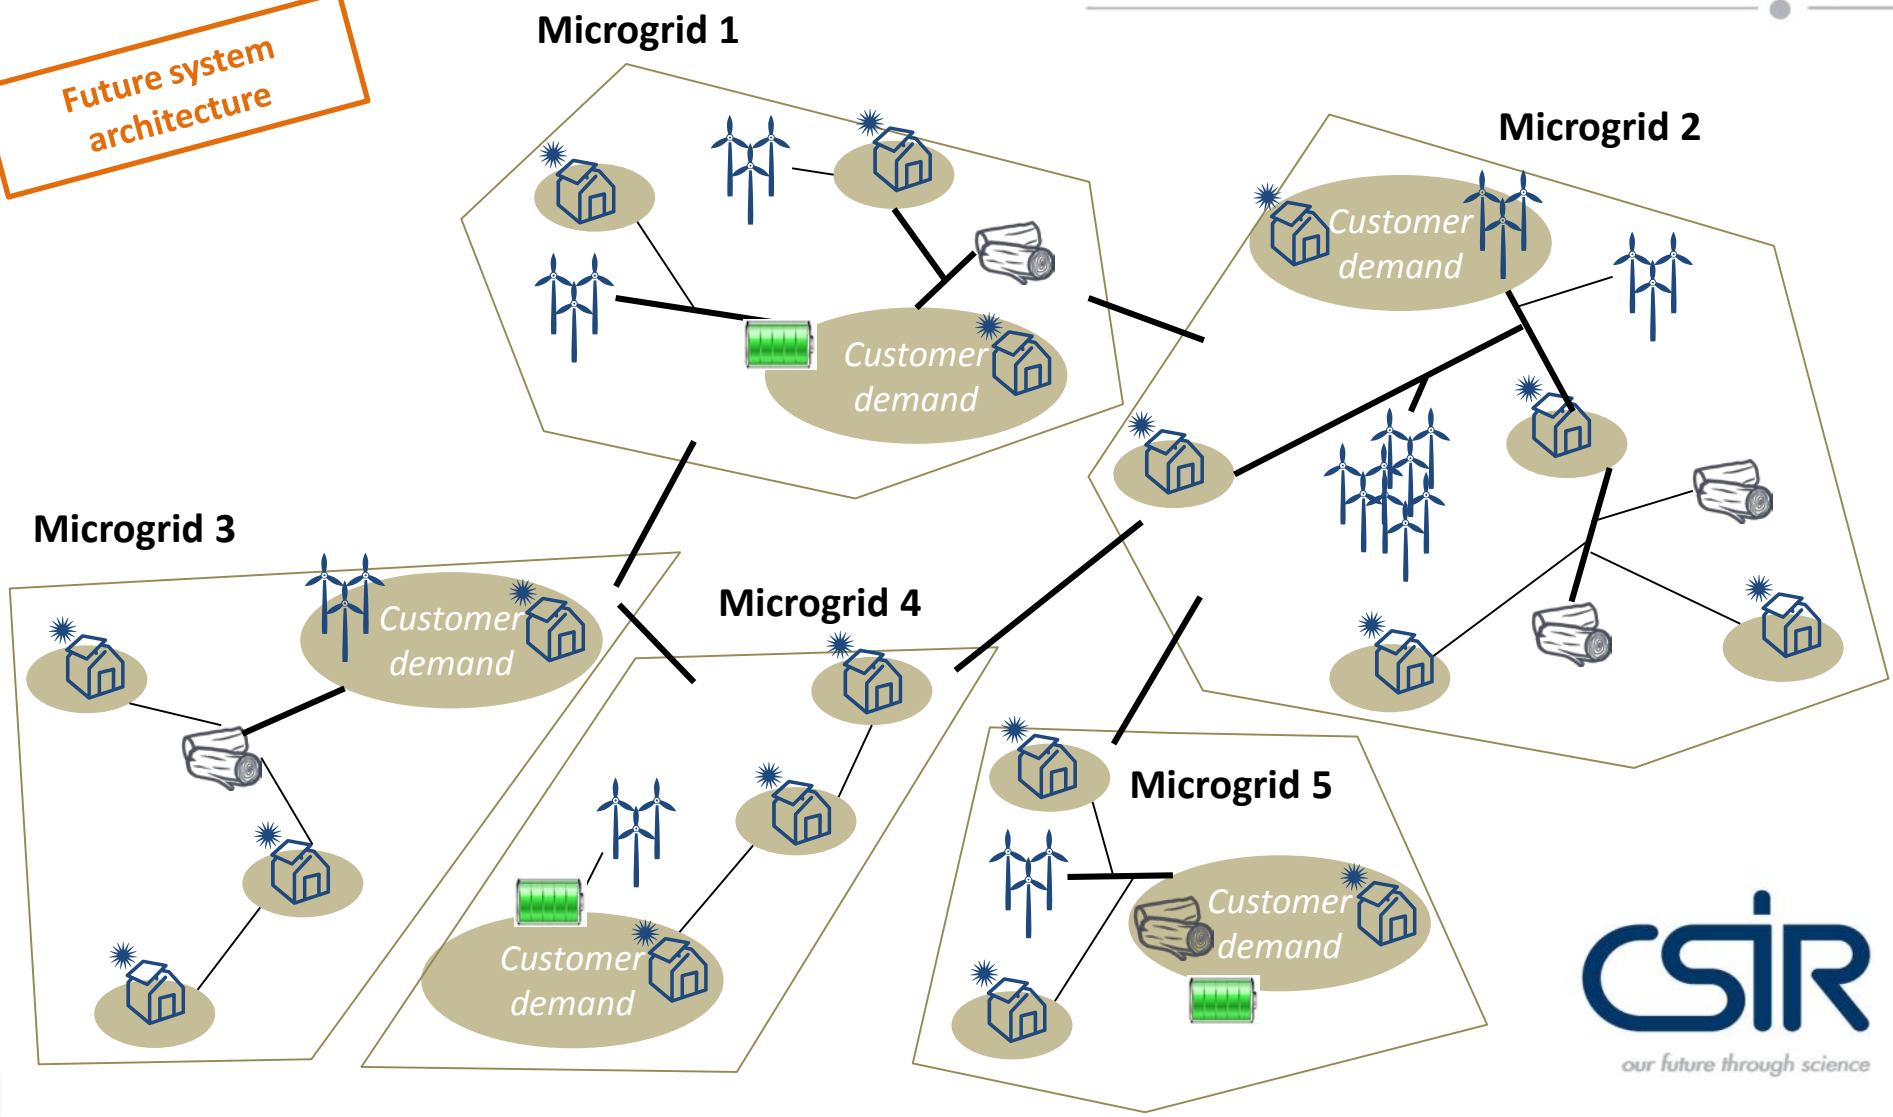 Future system
architecture
Microgrid 1
Microgrid 2
Customer
demand
Customer
demand
Microgrid 3
Customer
demand
Microgrid 4
Customer
demand
Microgrid 5
Customer
demand
CSIR
our future through science